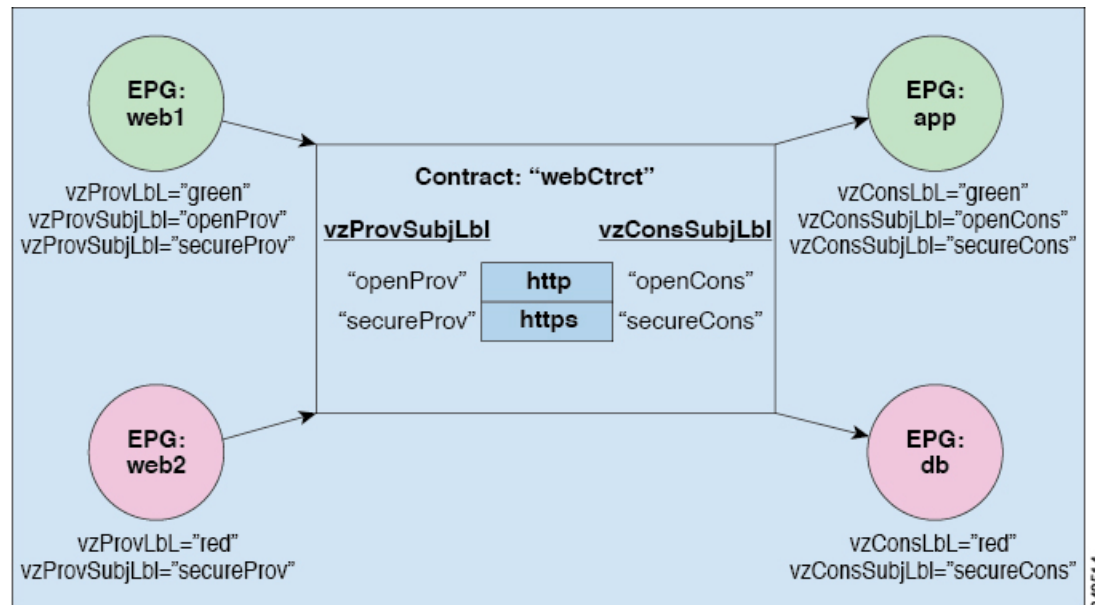 EPG:
web1
vzProvLbL="green"
vzProvSubjLbl="openProv"
vzProvSubjLbl="secureProv"
EPG:
app
vzConsLbL="green"
vzConsSubjLbl="openCons"
vzConsSubjLbl="secureCons"
Contract: “webCtrct”
vzProvSubjLbl vzConsSubjLbl
“openProv” http “openCons”
“secureProv” https “secureCons”
EPG:
web2
vzProvLbL="red"
vzProvSubjLbl="secureProv"
EPG:
db
vzConsLbL="red"
vzConsSubjLbl="secureCons"